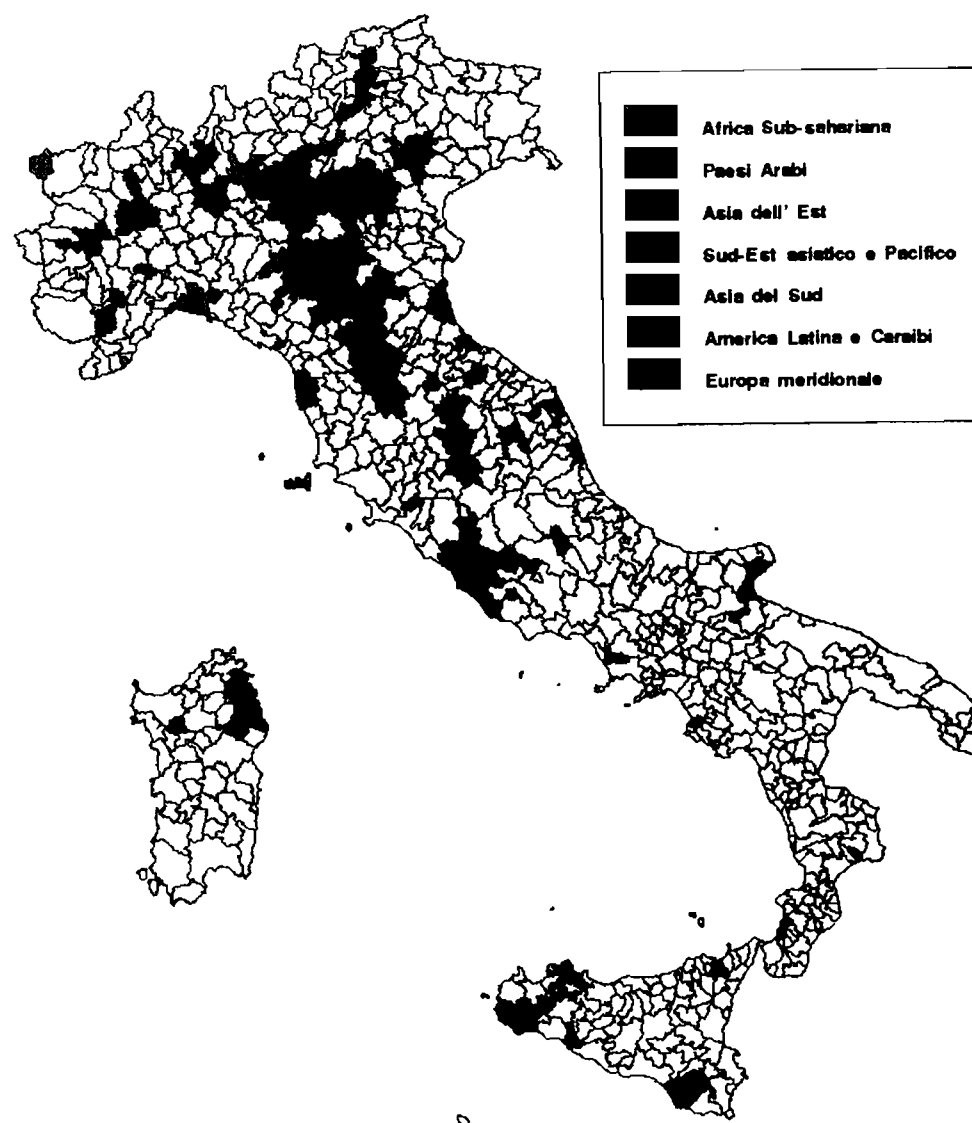 Africa Sub-sahariana
Paesi Arabi
Asia dell' Est
Sud-Est asiatico e Pacifico
Asia del Sud
America Latina e Caraibi
Europa meridionale